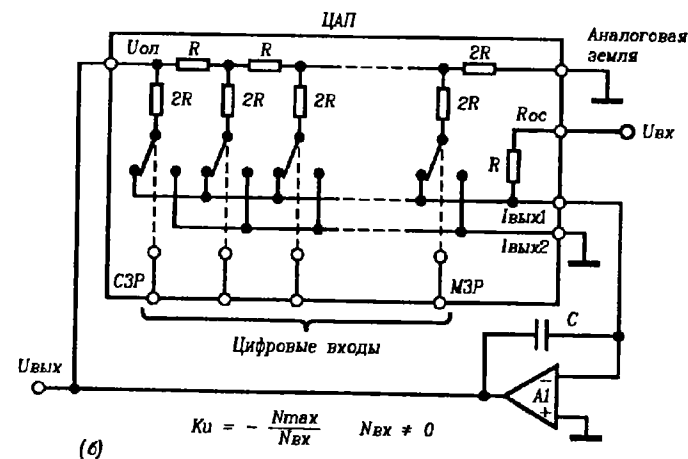 ЦАП
Uоп R R 2R
Аналоговая
земля
2R 2R 2R 2R
Rос
Uвх
R
Iвых1
Iвых2
СЗР МЗР
Цифровые входы
C
Uвых
A1
−
+
Ku = − Nmax / Nвх Nвх ≠ 0
(б)